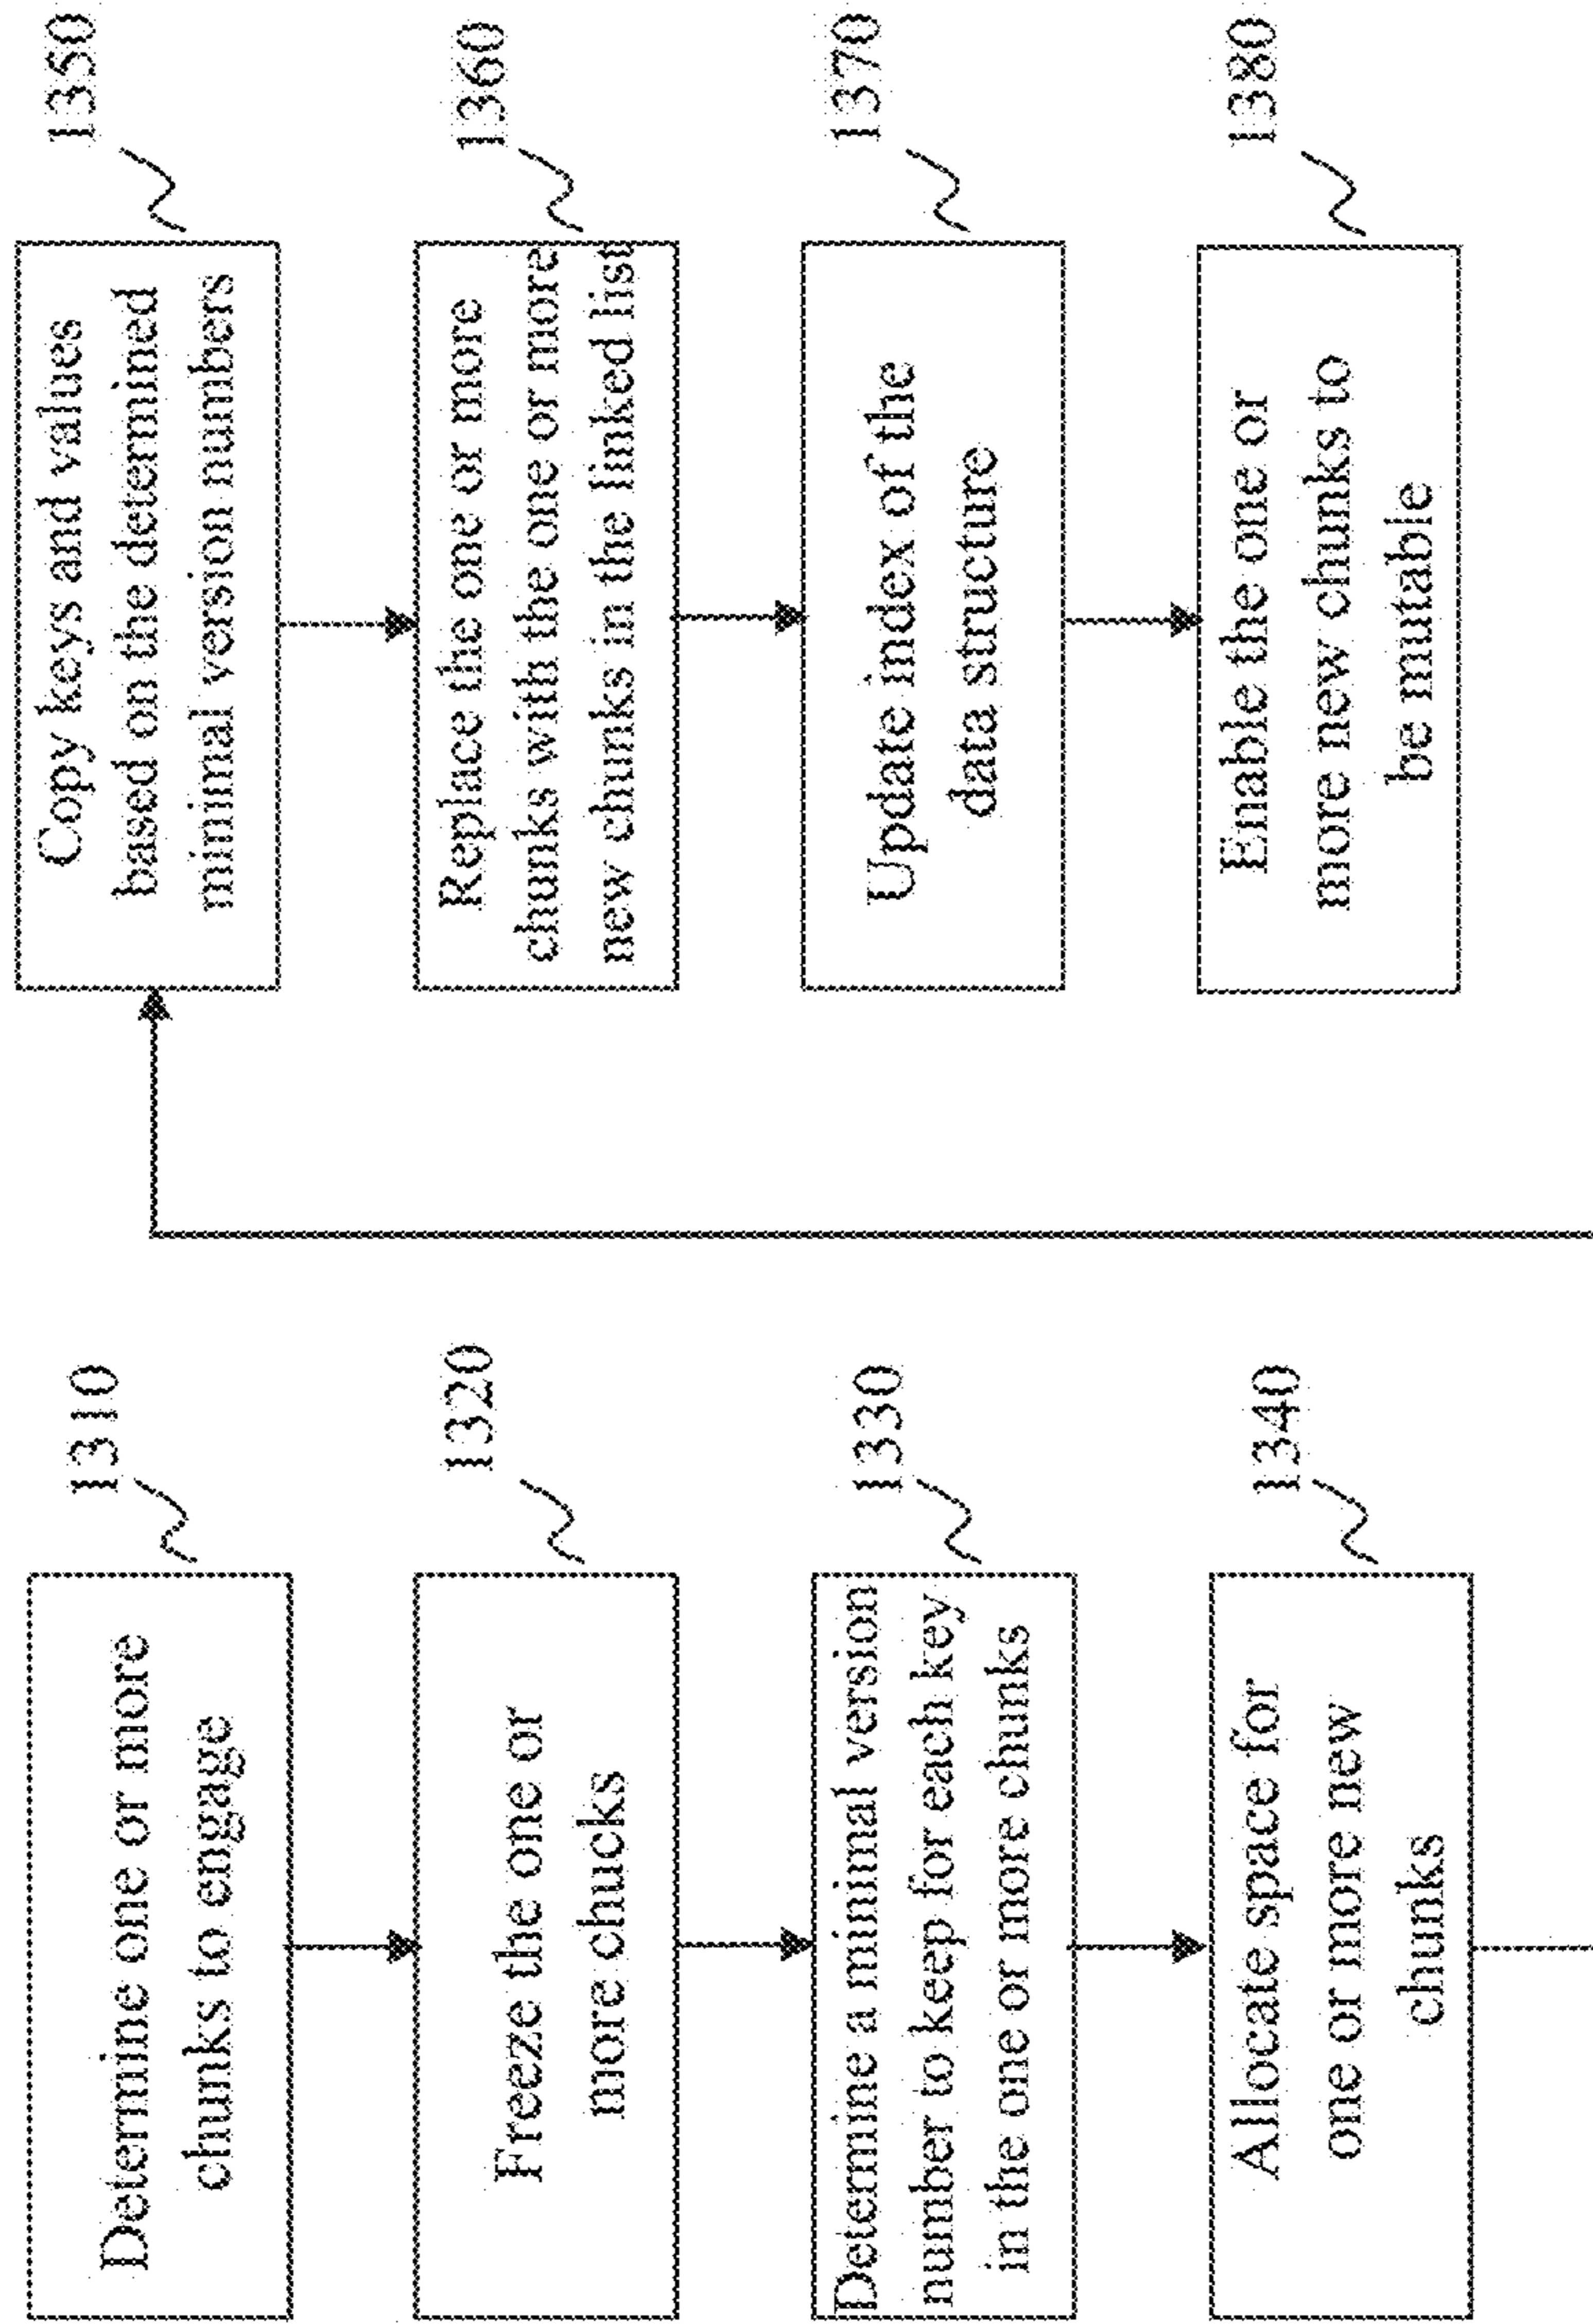 1310
Determine one or more
chunks to engage
1320
Freeze the one or
more chucks
1330
Determine a minimal version
number to keep for each key
in the one or more chunks
1340
Allocate space for
one or more new
chunks
1350
Copy keys and values
based on the determined
minimal version numbers
1360
Replace the one or more
chunks with the one or more
new chunks in the linked list
1370
Update index of the
data structure
1380
Enable the one or
more new chunks to
be mutable